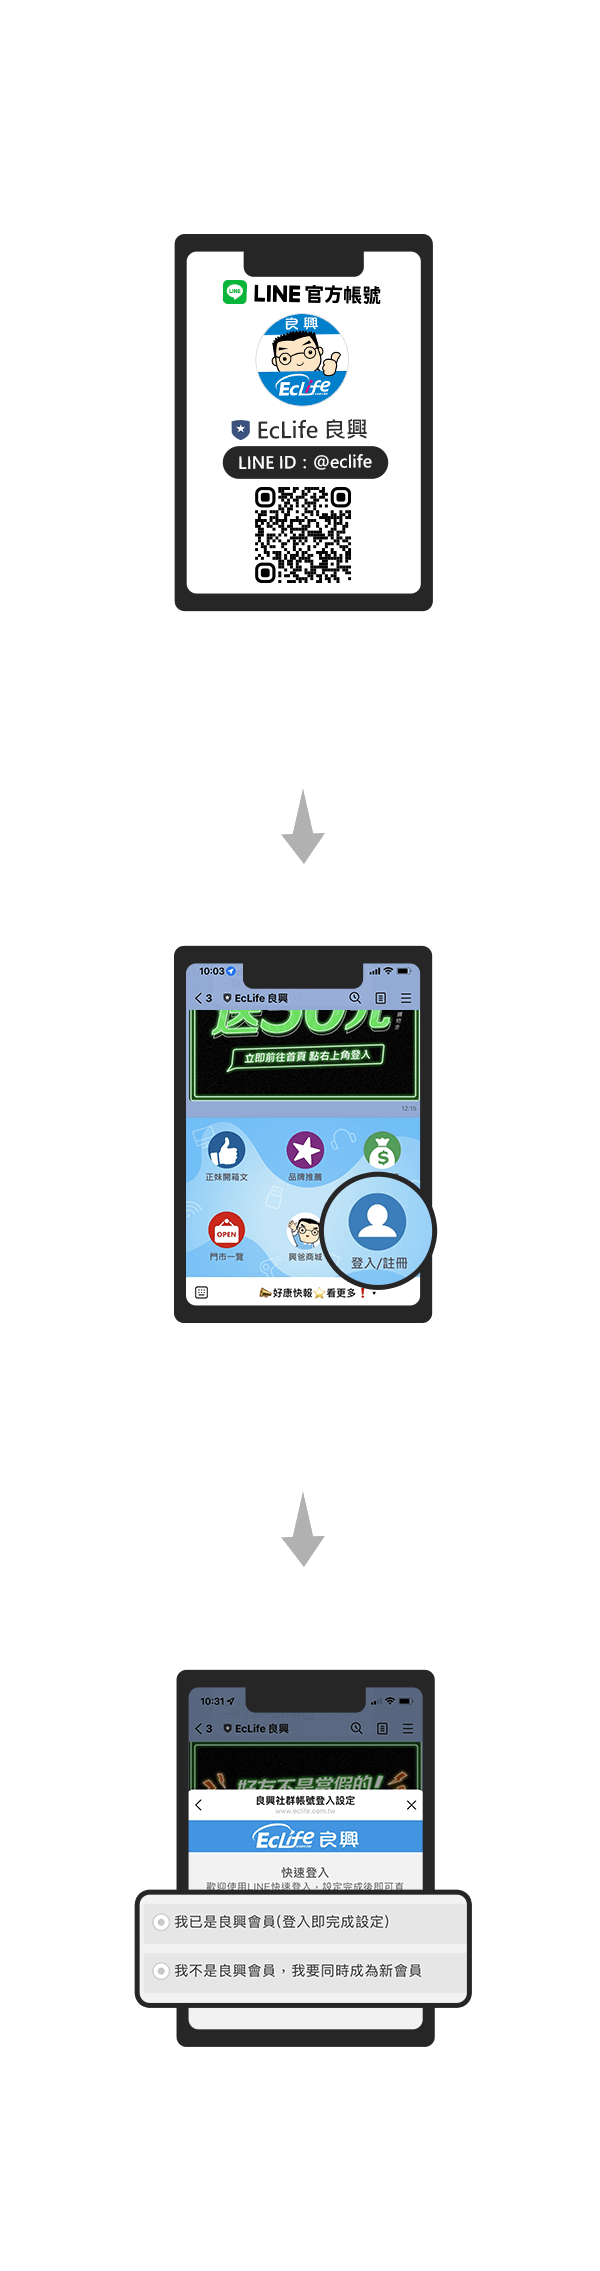 LINE
LINE 官方帳號
良興
EcLife
EcLife 良興
LINE ID：@eclife
10:03
3 EcLife 良興
送50元
購物金
立即前往首頁 點右上角登入
12:15
正妹開箱文
品牌推薦
$
OPEN
門市一覽
興爸商城
登入/註冊
好康快報⭐看更多❗
10:31
3 EcLife 良興
好友不是當假的!
良興社群帳號登入設定
www.eclife.com.tw
EcLife 良興
快速登入
歡迎使用LINE快速登入，設定完成後即可直
我已是良興會員(登入即完成設定)
我不是良興會員，我要同時成為新會員